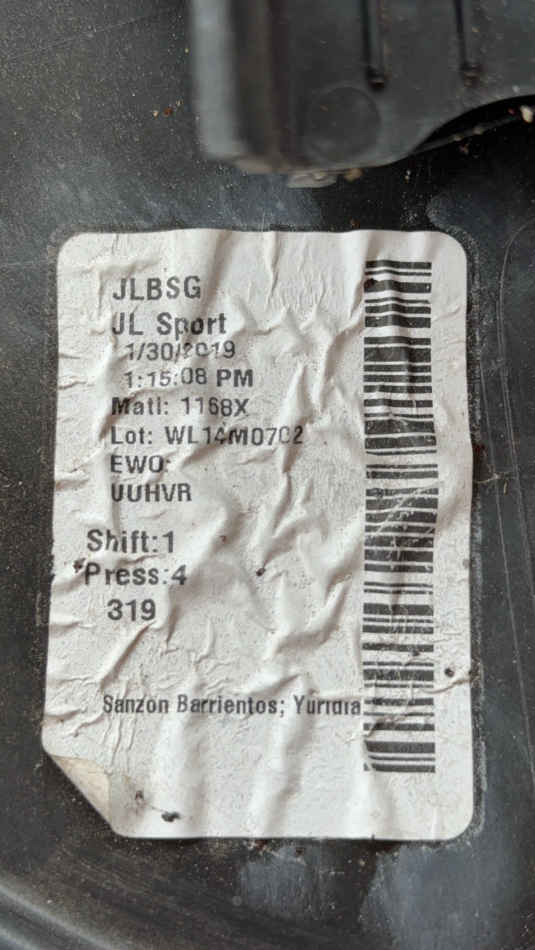 JLBSG
JL Sport
1/30/2019
1:15:08 PM
Matl: 1168X
Lot: WL14M0702
EWO:
UUHVR
Shift:1
Press:4
319
Sanzon Barrientos; Yuridia